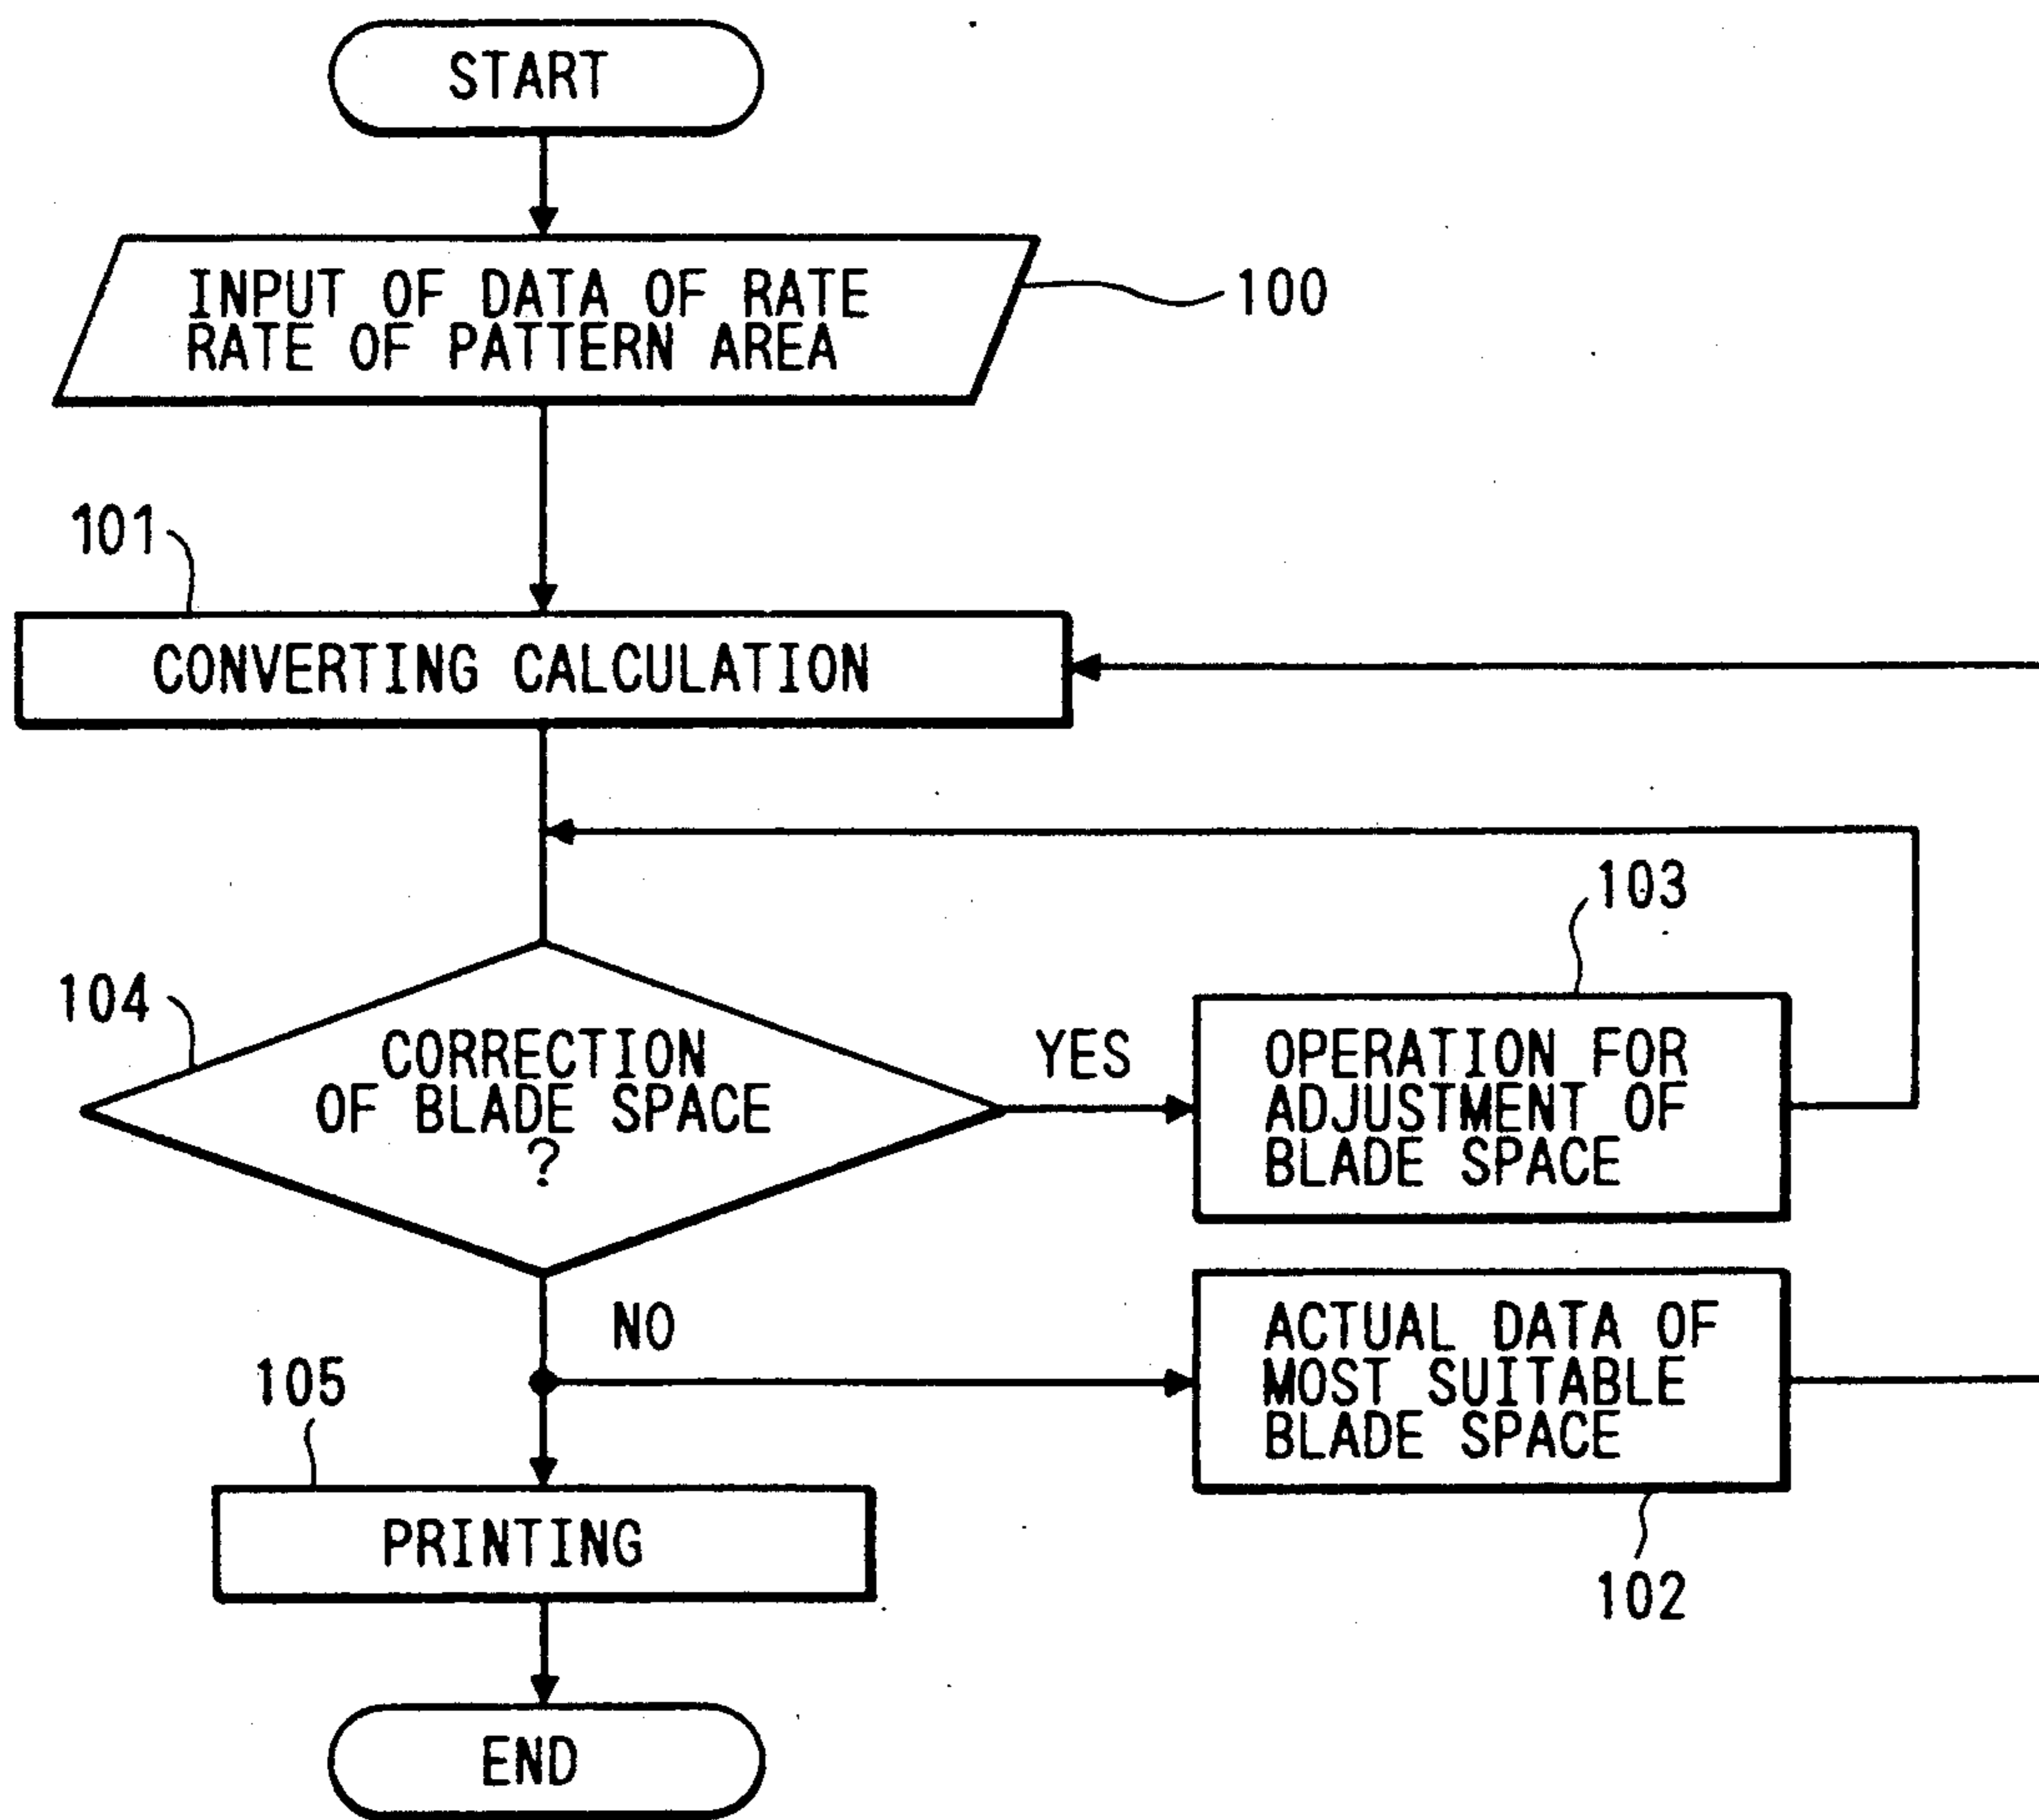 START
INPUT OF DATA OF RATE
RATE OF PATTERN AREA
100
101
CONVERTING CALCULATION
103
104
CORRECTION
OF BLADE SPACE
?
YES
OPERATION FOR
ADJUSTMENT OF
BLADE SPACE
NO
ACTUAL DATA OF
MOST SUITABLE
BLADE SPACE
105
PRINTING
102
END